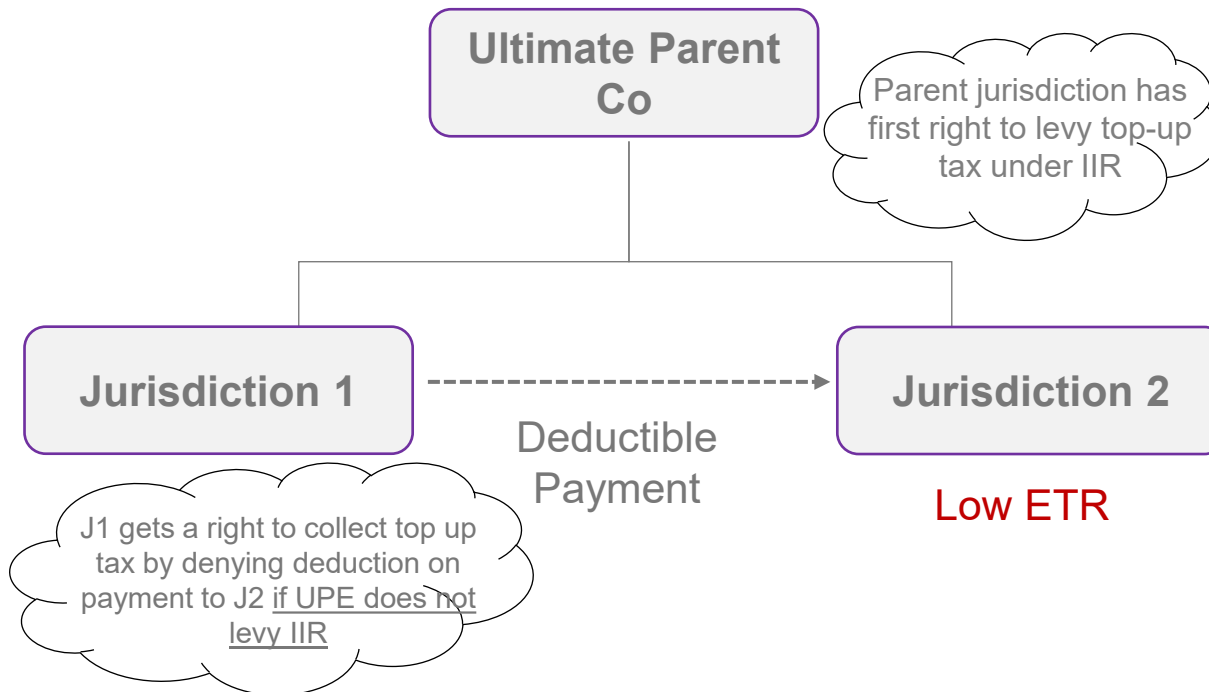 Ultimate Parent
Co
Parent jurisdiction has
first right to levy top-up
tax under IIR
Jurisdiction 1
Jurisdiction 2
Deductible
Payment
Low ETR
J1 gets a right to collect top up
tax by denying deduction on
payment to J2 if UPE does not
levy IIR